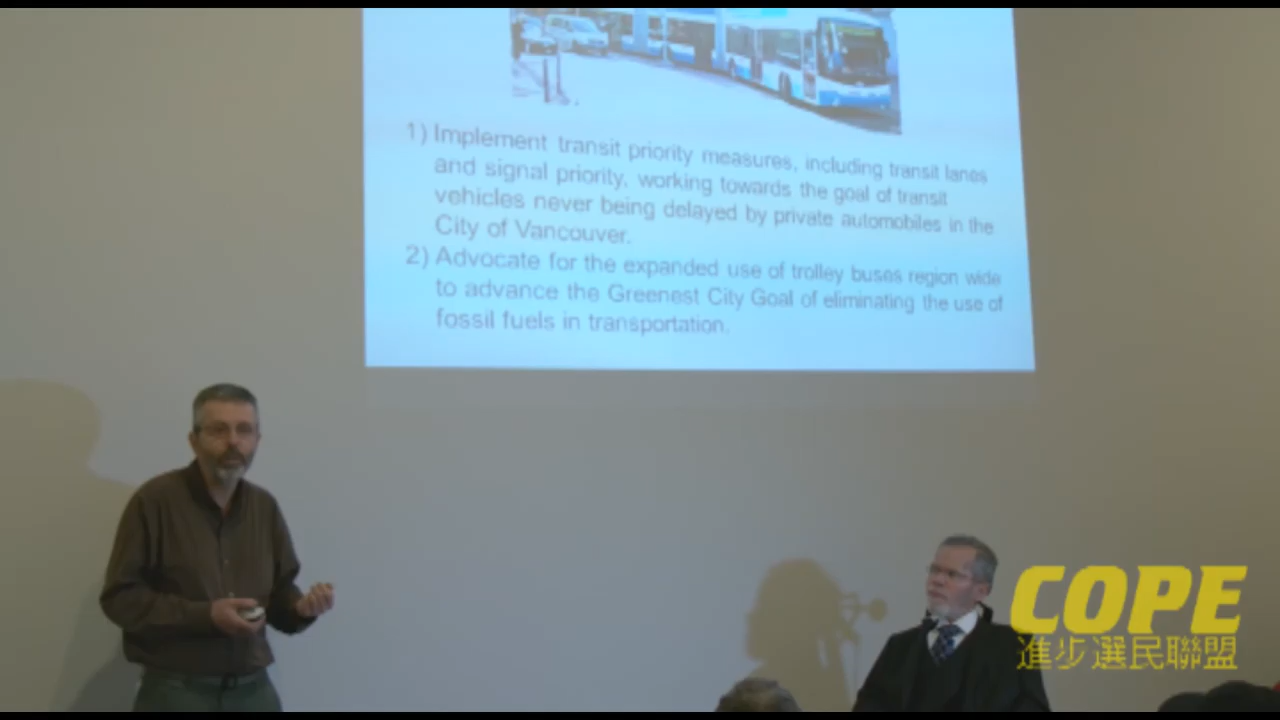 1) Implement transit priority measures, including transit lanes
and signal priority, working towards the goal of transit
vehicles never being delayed by private automobiles in the
City of Vancouver.
2) Advocate for the expanded use of trolley buses region wide
to advance the Greenest City Goal of eliminating the use of
fossil fuels in transportation.
COPE
進步選民聯盟